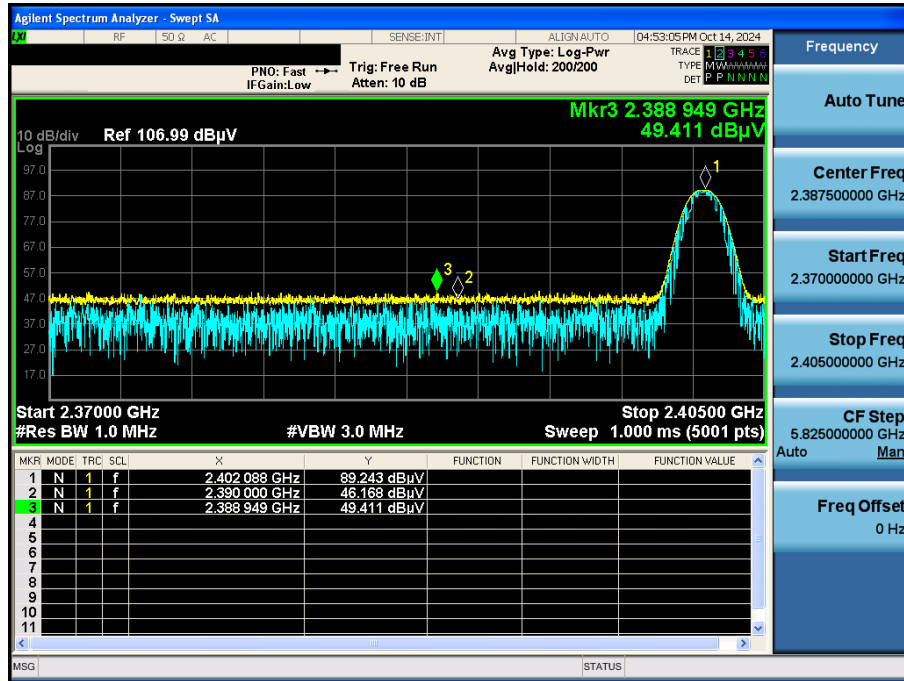 Agilent Spectrum Analyzer - Swept SA
LXI RF 50 Ω AC SENSE:INT ALIGN AUTO 04:53:05 PM Oct 14, 2024
PNO: Fast
IFGain:Low
Trig: Free Run
Atten: 10 dB
Avg Type: Log-Pwr
Avg|Hold: 200/200
TRACE 1 2 3 4 5 6
TYPE M W W W W W
DET P P N N N N
Mkr3 2.388 949 GHz
49.411 dBµV
10 dB/div Ref 106.99 dBµV
Log
97.0
87.0
77.0
67.0
57.0
47.0
37.0
27.0
17.0
1
3
2
Start 2.37000 GHz
Stop 2.40500 GHz
#Res BW 1.0 MHz
#VBW 3.0 MHz
Sweep 1.000 ms (5001 pts)
MKR MODE TRC SCL X Y FUNCTION FUNCTION WIDTH FUNCTION VALUE
1 N 1 f 2.402 088 GHz 89.243 dBµV
2 N 1 f 2.390 000 GHz 46.168 dBµV
3 N 1 f 2.388 949 GHz 49.411 dBµV
4
5
6
7
8
9
10
11
MSG
STATUS
Frequency
Auto Tune
Center Freq
2.387500000 GHz
Start Freq
2.370000000 GHz
Stop Freq
2.405000000 GHz
CF Step
5.825000000 GHz
Auto Man
Freq Offset
0 Hz